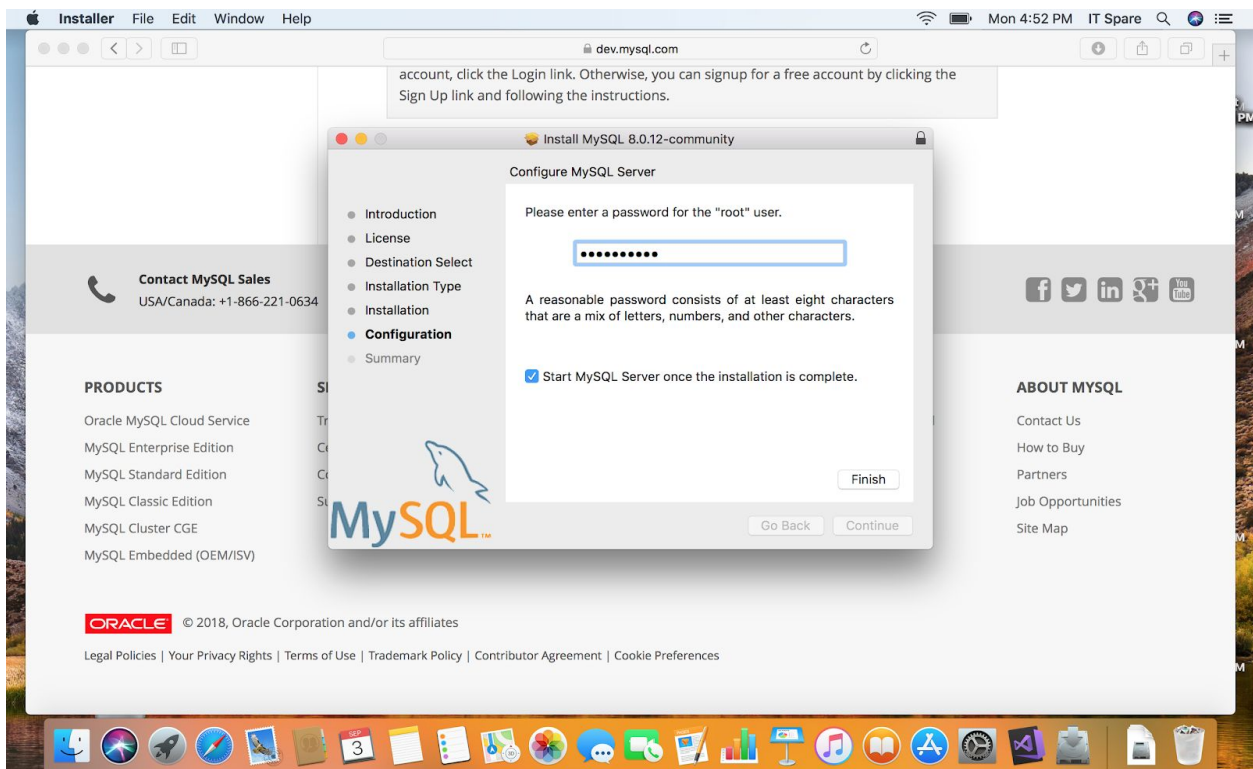 Installer File Edit Window Help
Mon 4:52 PM IT Spare
dev.mysql.com
account, click the Login link. Otherwise, you can signup for a free account by clicking the
Sign Up link and following the instructions.
Install MySQL 8.0.12-community
Configure MySQL Server
Introduction
License
Destination Select
Installation Type
Installation
Configuration
Summary
Please enter a password for the "root" user.
••••••••••
A reasonable password consists of at least eight characters
that are a mix of letters, numbers, and other characters.
Start MySQL Server once the installation is complete.
Finish
Go Back Continue
MySQL™
Contact MySQL Sales
USA/Canada: +1-866-221-0634
You
Tube
PRODUCTS
Oracle MySQL Cloud Service
MySQL Enterprise Edition
MySQL Standard Edition
MySQL Classic Edition
MySQL Cluster CGE
MySQL Embedded (OEM/ISV)
ABOUT MYSQL
Contact Us
How to Buy
Partners
Job Opportunities
Site Map
ORACLE © 2018, Oracle Corporation and/or its affiliates
Legal Policies | Your Privacy Rights | Terms of Use | Trademark Policy | Contributor Agreement | Cookie Preferences
SEP
3